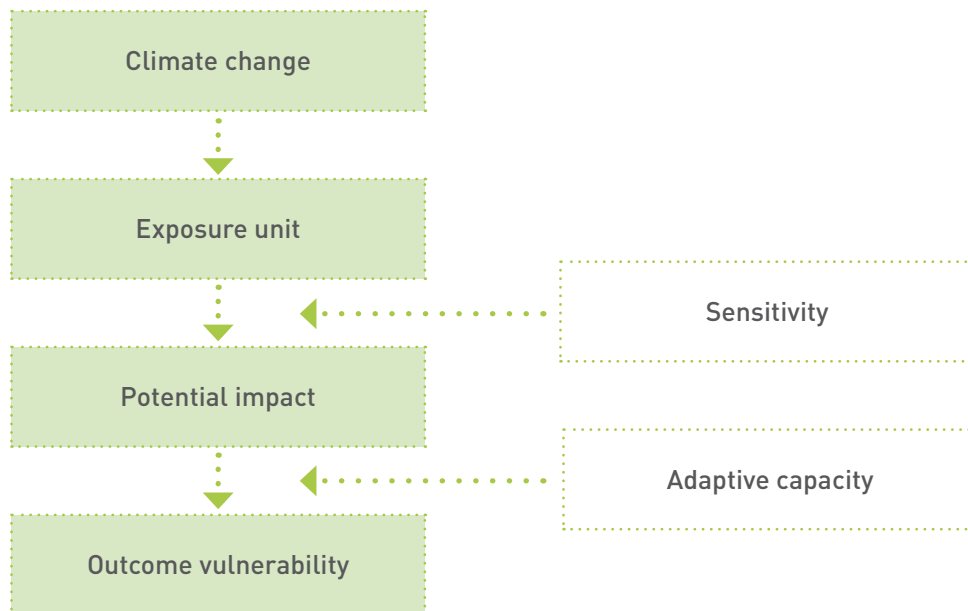 Climate change
Exposure unit
Sensitivity
Potential impact
Adaptive capacity
Outcome vulnerability